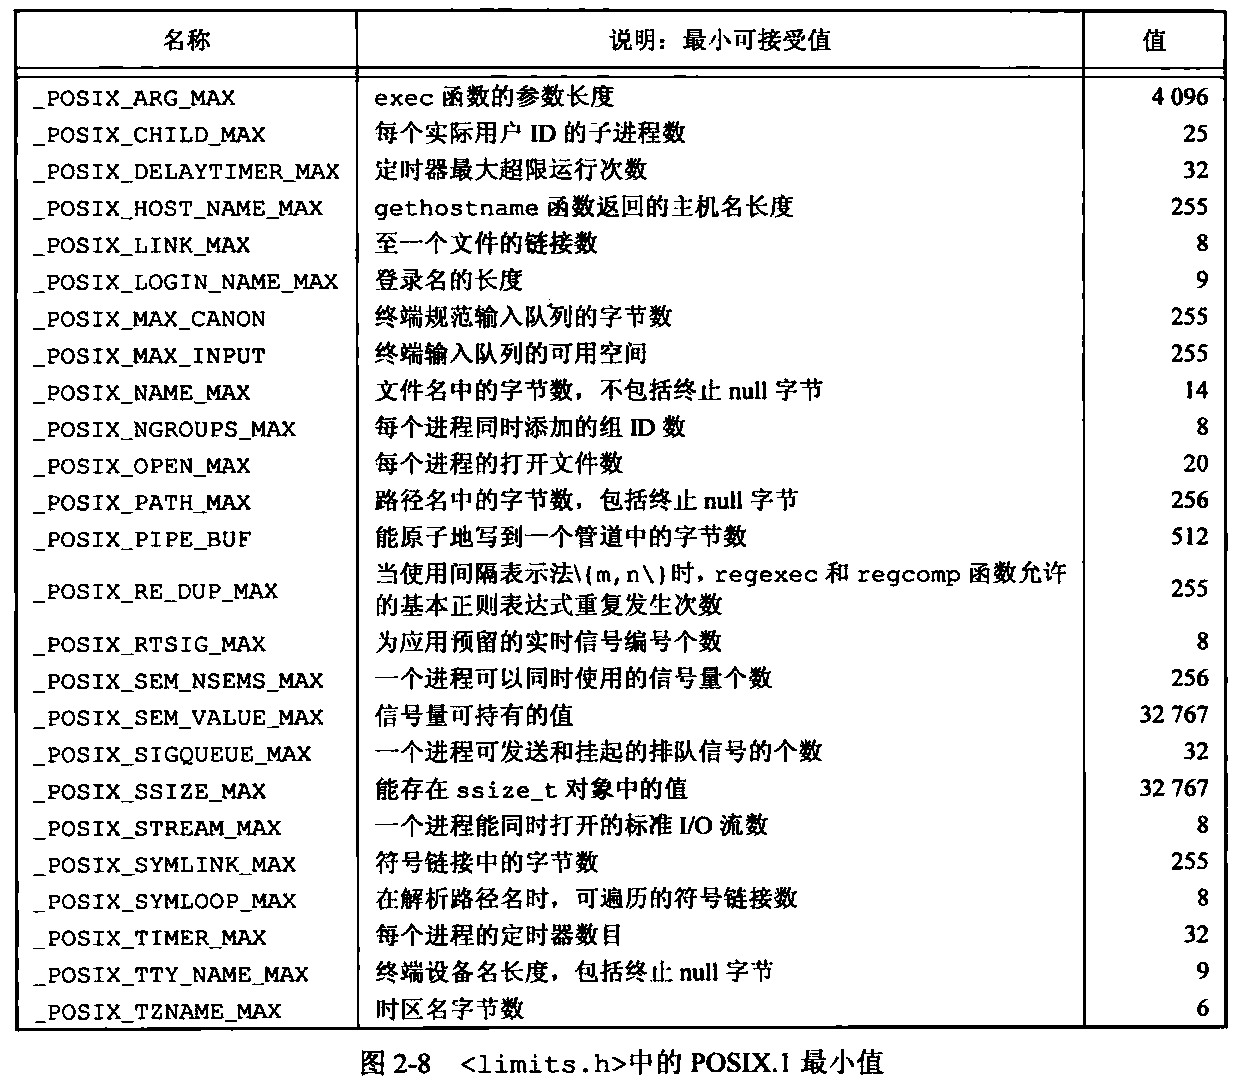 名称 说明：最小可接受值 值
_POSIX_ARG_MAX exec 函数的参数长度 4 096
_POSIX_CHILD_MAX 每个实际用户 ID 的子进程数 25
_POSIX_DELAYTIMER_MAX 定时器最大超限运行次数 32
_POSIX_HOST_NAME_MAX gethostname 函数返回的主机名长度 255
_POSIX_LINK_MAX 至一个文件的链接数 8
_POSIX_LOGIN_NAME_MAX 登录名的长度 9
_POSIX_MAX_CANON 终端规范输入队列的字节数 255
_POSIX_MAX_INPUT 终端输入队列的可用空间 255
_POSIX_NAME_MAX 文件名中的字节数，不包括终止 null 字节 14
_POSIX_NGROUPS_MAX 每个进程同时添加的组 ID 数 8
_POSIX_OPEN_MAX 每个进程的打开文件数 20
_POSIX_PATH_MAX 路径名中的字节数，包括终止 null 字节 256
_POSIX_PIPE_BUF 能原子地写到一个管道中的字节数 512
_POSIX_RE_DUP_MAX 当使用间隔表示法\{m,n\}时，regexec 和 regcomp 函数允许
的基本正则表达式重复发生次数 255
_POSIX_RTSIG_MAX 为应用预留的实时信号编号个数 8
_POSIX_SEM_NSEMS_MAX 一个进程可以同时使用的信号量个数 256
_POSIX_SEM_VALUE_MAX 信号量可持有的值 32 767
_POSIX_SIGQUEUE_MAX 一个进程可发送和挂起的排队信号的个数 32
_POSIX_SSIZE_MAX 能存在 ssize_t 对象中的值 32 767
_POSIX_STREAM_MAX 一个进程能同时打开的标准 I/O 流数 8
_POSIX_SYMLINK_MAX 符号链接中的字节数 255
_POSIX_SYMLOOP_MAX 在解析路径名时，可遍历的符号链接数 8
_POSIX_TIMER_MAX 每个进程的定时器数目 32
_POSIX_TTY_NAME_MAX 终端设备名长度，包括终止 null 字节 9
_POSIX_TZNAME_MAX 时区名字节数 6
图 2-8 <limits.h>中的 POSIX.1 最小值